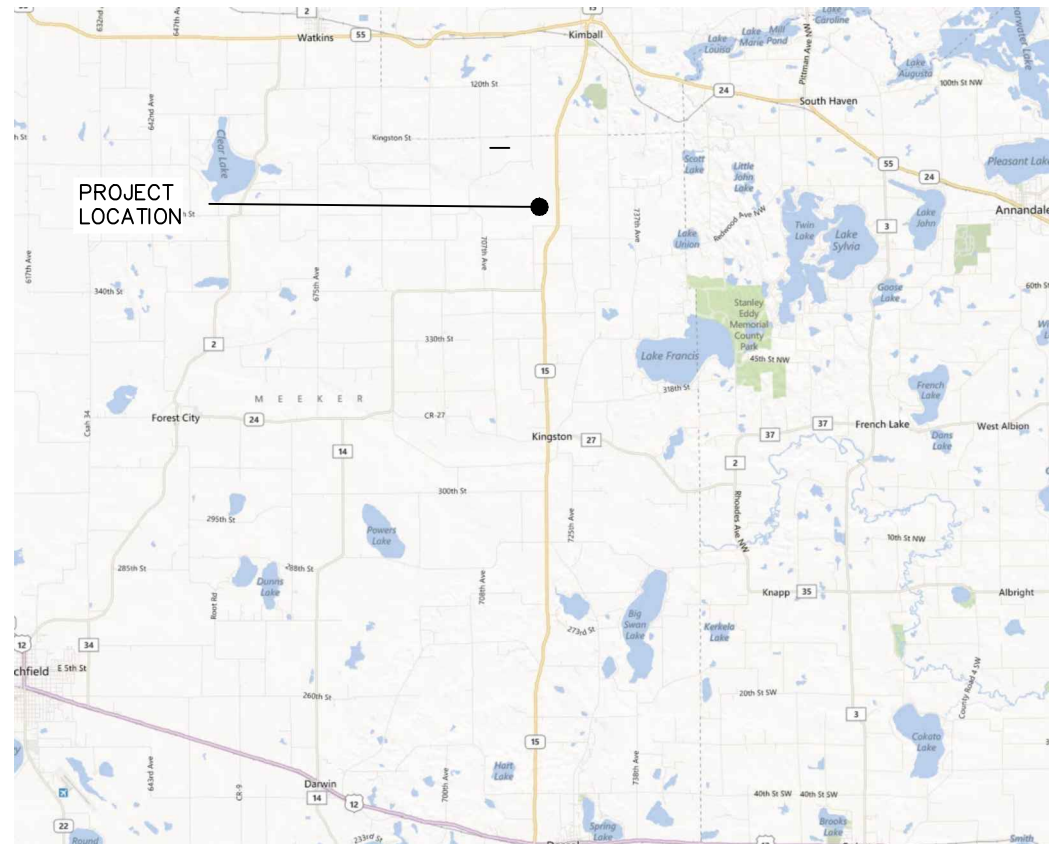 2
15
Lake
Caroline
632nd
647th Av
Watkins
55
Kimball
Lake
Louisa
Lake
Marie
Mill
Pond
Pittman Ave NW
Lake
Augusta
120th St
24
100th St NW
642nd Ave
South Haven
Kingston St
Clear Lake
Scott
Lake
Little
John
Lake
55
24
Pleasant Lake
PROJECT
LOCATION
h St
737th Ave
Redwood Ave NW
Twin
Lake
Lake
Sylvia
3
Lake
John
Annandale
617th Ave
707th Ave
Lake
Union
340th St
675th Ave
Goose
Lake
60th St
Stanley
Eddy
Memorial
County
Park
2
330th St
Lake Francis
45th St NW
15
318th St
French
Lake
M E E K E R
Csah 34
Forest City
24
CR-27
37
37
French Lake
West Albion
14
Kingston
27
Dans
Lake
2
300th St
Rhoades Ave NW
295th St
Powers
Lake
725th Ave
10th St NW
285th St
288th St
Dunns
Lake
Root Rd
708th Ave
Knapp
35
Albright
Big
Swan
Lake
273rd St
Kerkela
Lake
12
34
chfield
E 5th St
260th St
20th St SW
County Road 4 SW
3
15
Cokato
Lake
Hart
Lake
643rd Ave
CR-9
Darwin
14
12
700th Ave
738th Ave
40th St SW
40th St SW
22
Round
233rd St
Spring
Lake
Brooks
Lake
Smith